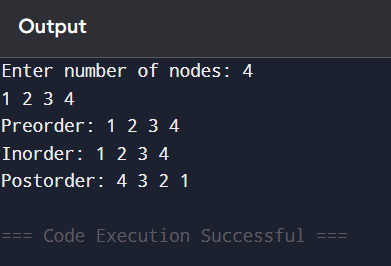 Output
Enter number of nodes: 4
1 2 3 4
Preorder: 1 2 3 4
Inorder: 1 2 3 4
Postorder: 4 3 2 1
=== Code Execution Successful ===